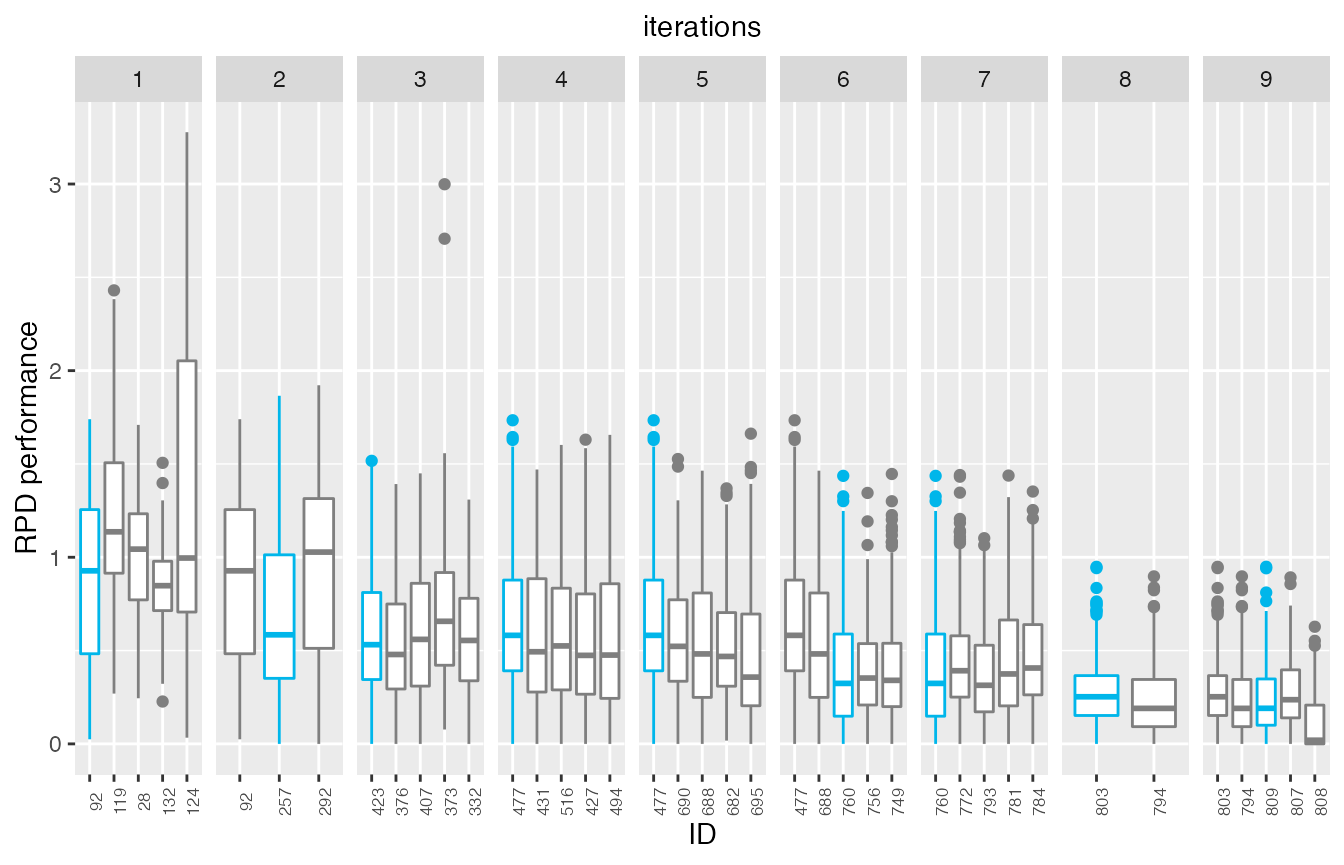 iterations
1 2 3 4 5 6 7 8 9
RPD performance
3
2
1
0
92 119 28 132 124 92 257 292 423 376 407 373 332 477 431 516 427 494 477 690 688 682 695 477 688 760 756 749 760 772 793 781 784 803 794 803 794 809 807 808
ID